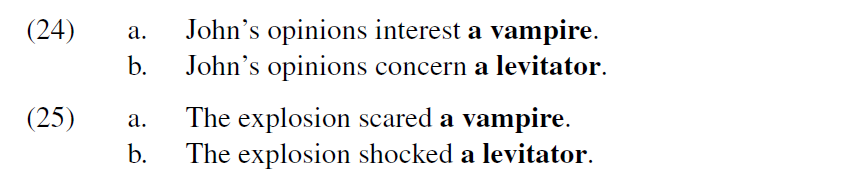 (24) a. John’s opinions interest a vampire.
b. John’s opinions concern a levitator.
(25) a. The explosion scared a vampire.
b. The explosion shocked a levitator.